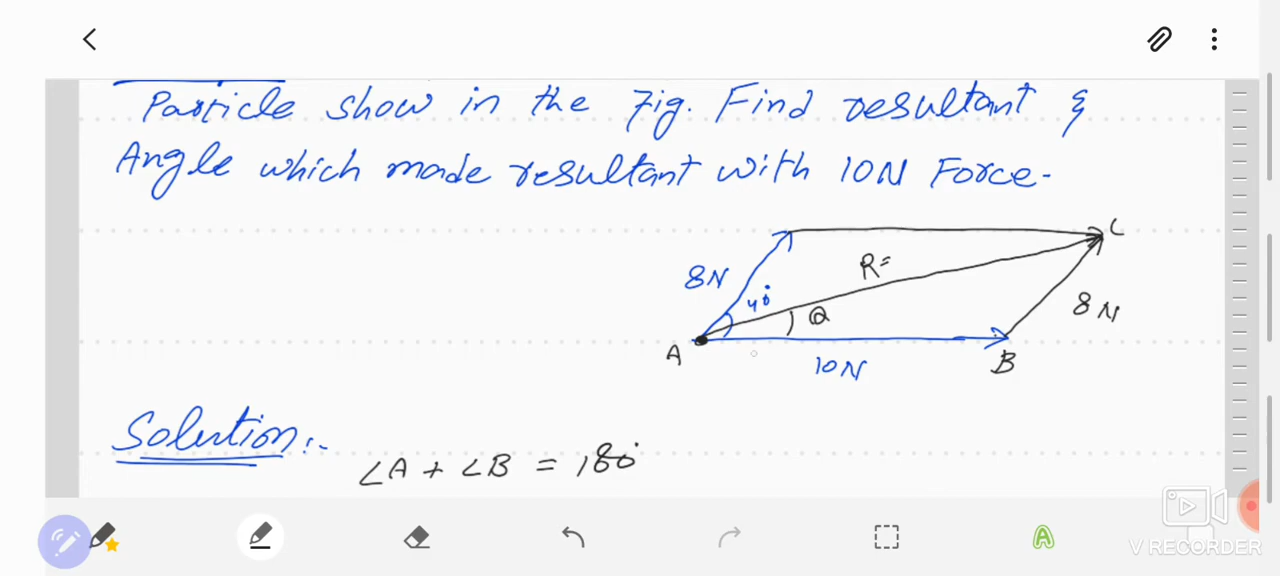 Particle show in the Fig. Find resultant &
Angle which made resultant with 10N Force.
C
8N
R=
40°
Q
8N
A
10N
B
Solution:-
∠A + ∠B = 180°
A
V RECORDER